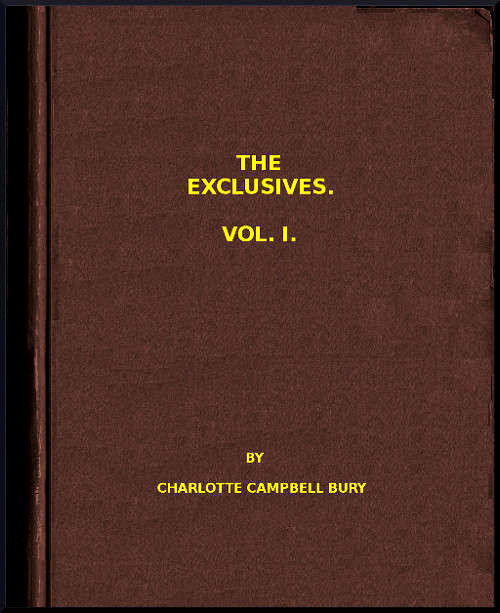 THE
EXCLUSIVES.
VOL. I.
BY
CHARLOTTE CAMPBELL BURY